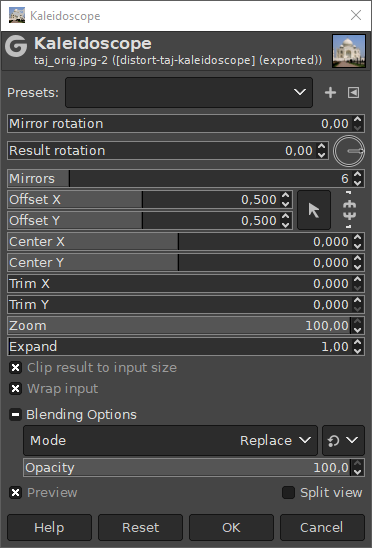 Kaleidoscope
Kaleidoscope
taj_orig.jpg-2 ([distort-taj-kaleidoscope] (exported))
Presets:
Mirror rotation 0,00
Result rotation 0,00
Mirrors 6
Offset X 0,500
Offset Y 0,500
Center X 0,000
Center Y 0,000
Trim X 0,000
Trim Y 0,000
Zoom 100,00
Expand 1,00
Clip result to input size
Wrap input
Blending Options
Mode Replace
Opacity 100,0
Preview Split view
Help Reset OK Cancel